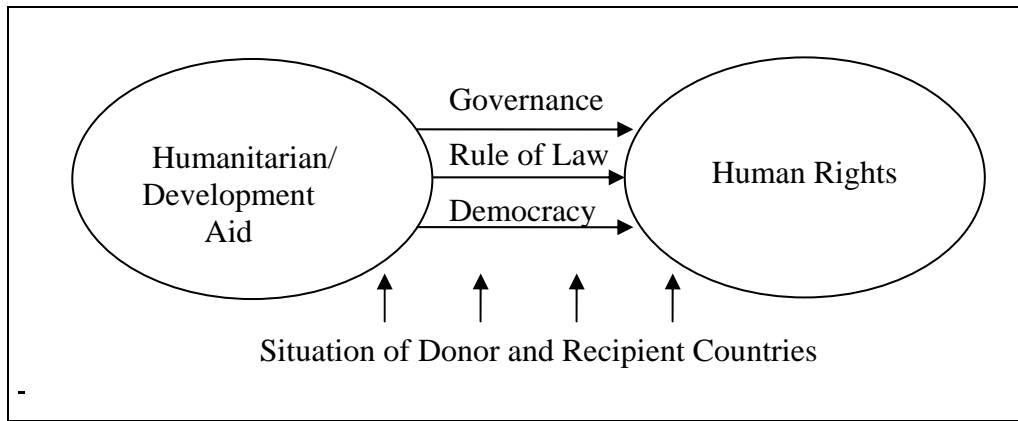 Humanitarian/
Development
Aid
Governance
Rule of Law
Democracy
Human Rights
Situation of Donor and Recipient Countries
-